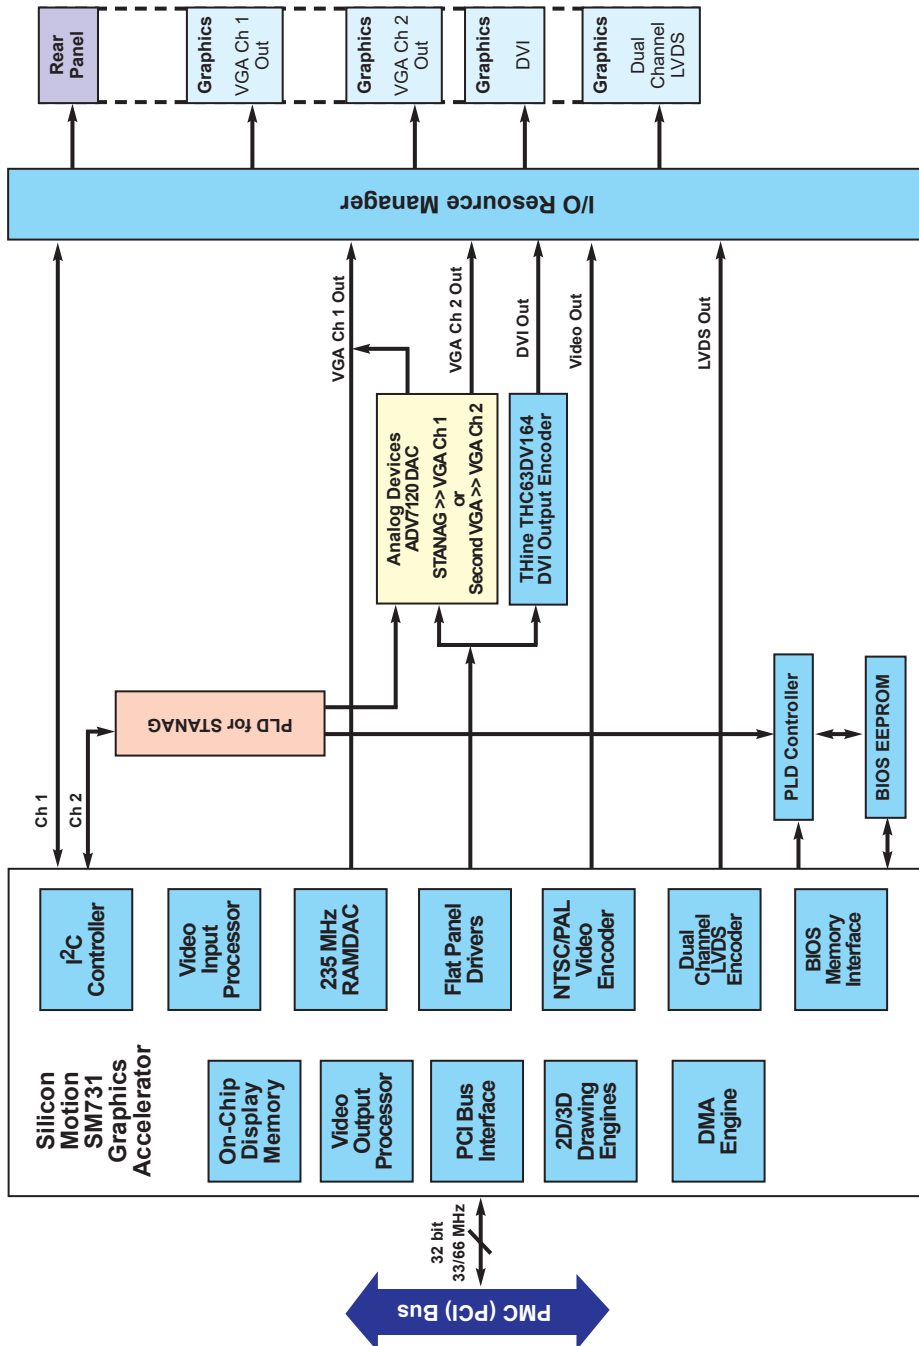 PMC (PCI) Bus
32 bit
33/66 MHz
Silicon
Motion
SM731
Graphics
Accelerator
On-Chip
Display
Memory
Video
Output
Processor
PCI Bus
Interface
2D/3D
Drawing
Engines
DMA
Engine
I²C
Controller
Video
Input
Processor
235 MHz
RAMDAC
Flat Panel
Drivers
NTSC/PAL
Video
Encoder
Dual
Channel
LVDS
Encoder
BIOS
Memory
Interface
Ch 1
Ch 2
PLD for STANAG
PLD Controller
BIOS EEPROM
Analog Devices
ADV7120 DAC
STANAG >> VGA Ch 1
or
Second VGA >> VGA Ch 2
THine THC63DV164
DVI Output Encoder
VGA Ch 1 Out
VGA Ch 2 Out
DVI Out
Video Out
LVDS Out
I/O Resource Manager
Rear
Panel
Graphics
VGA Ch 1
Out
Graphics
VGA Ch 2
Out
Graphics
DVI
Graphics
Dual
Channel
LVDS